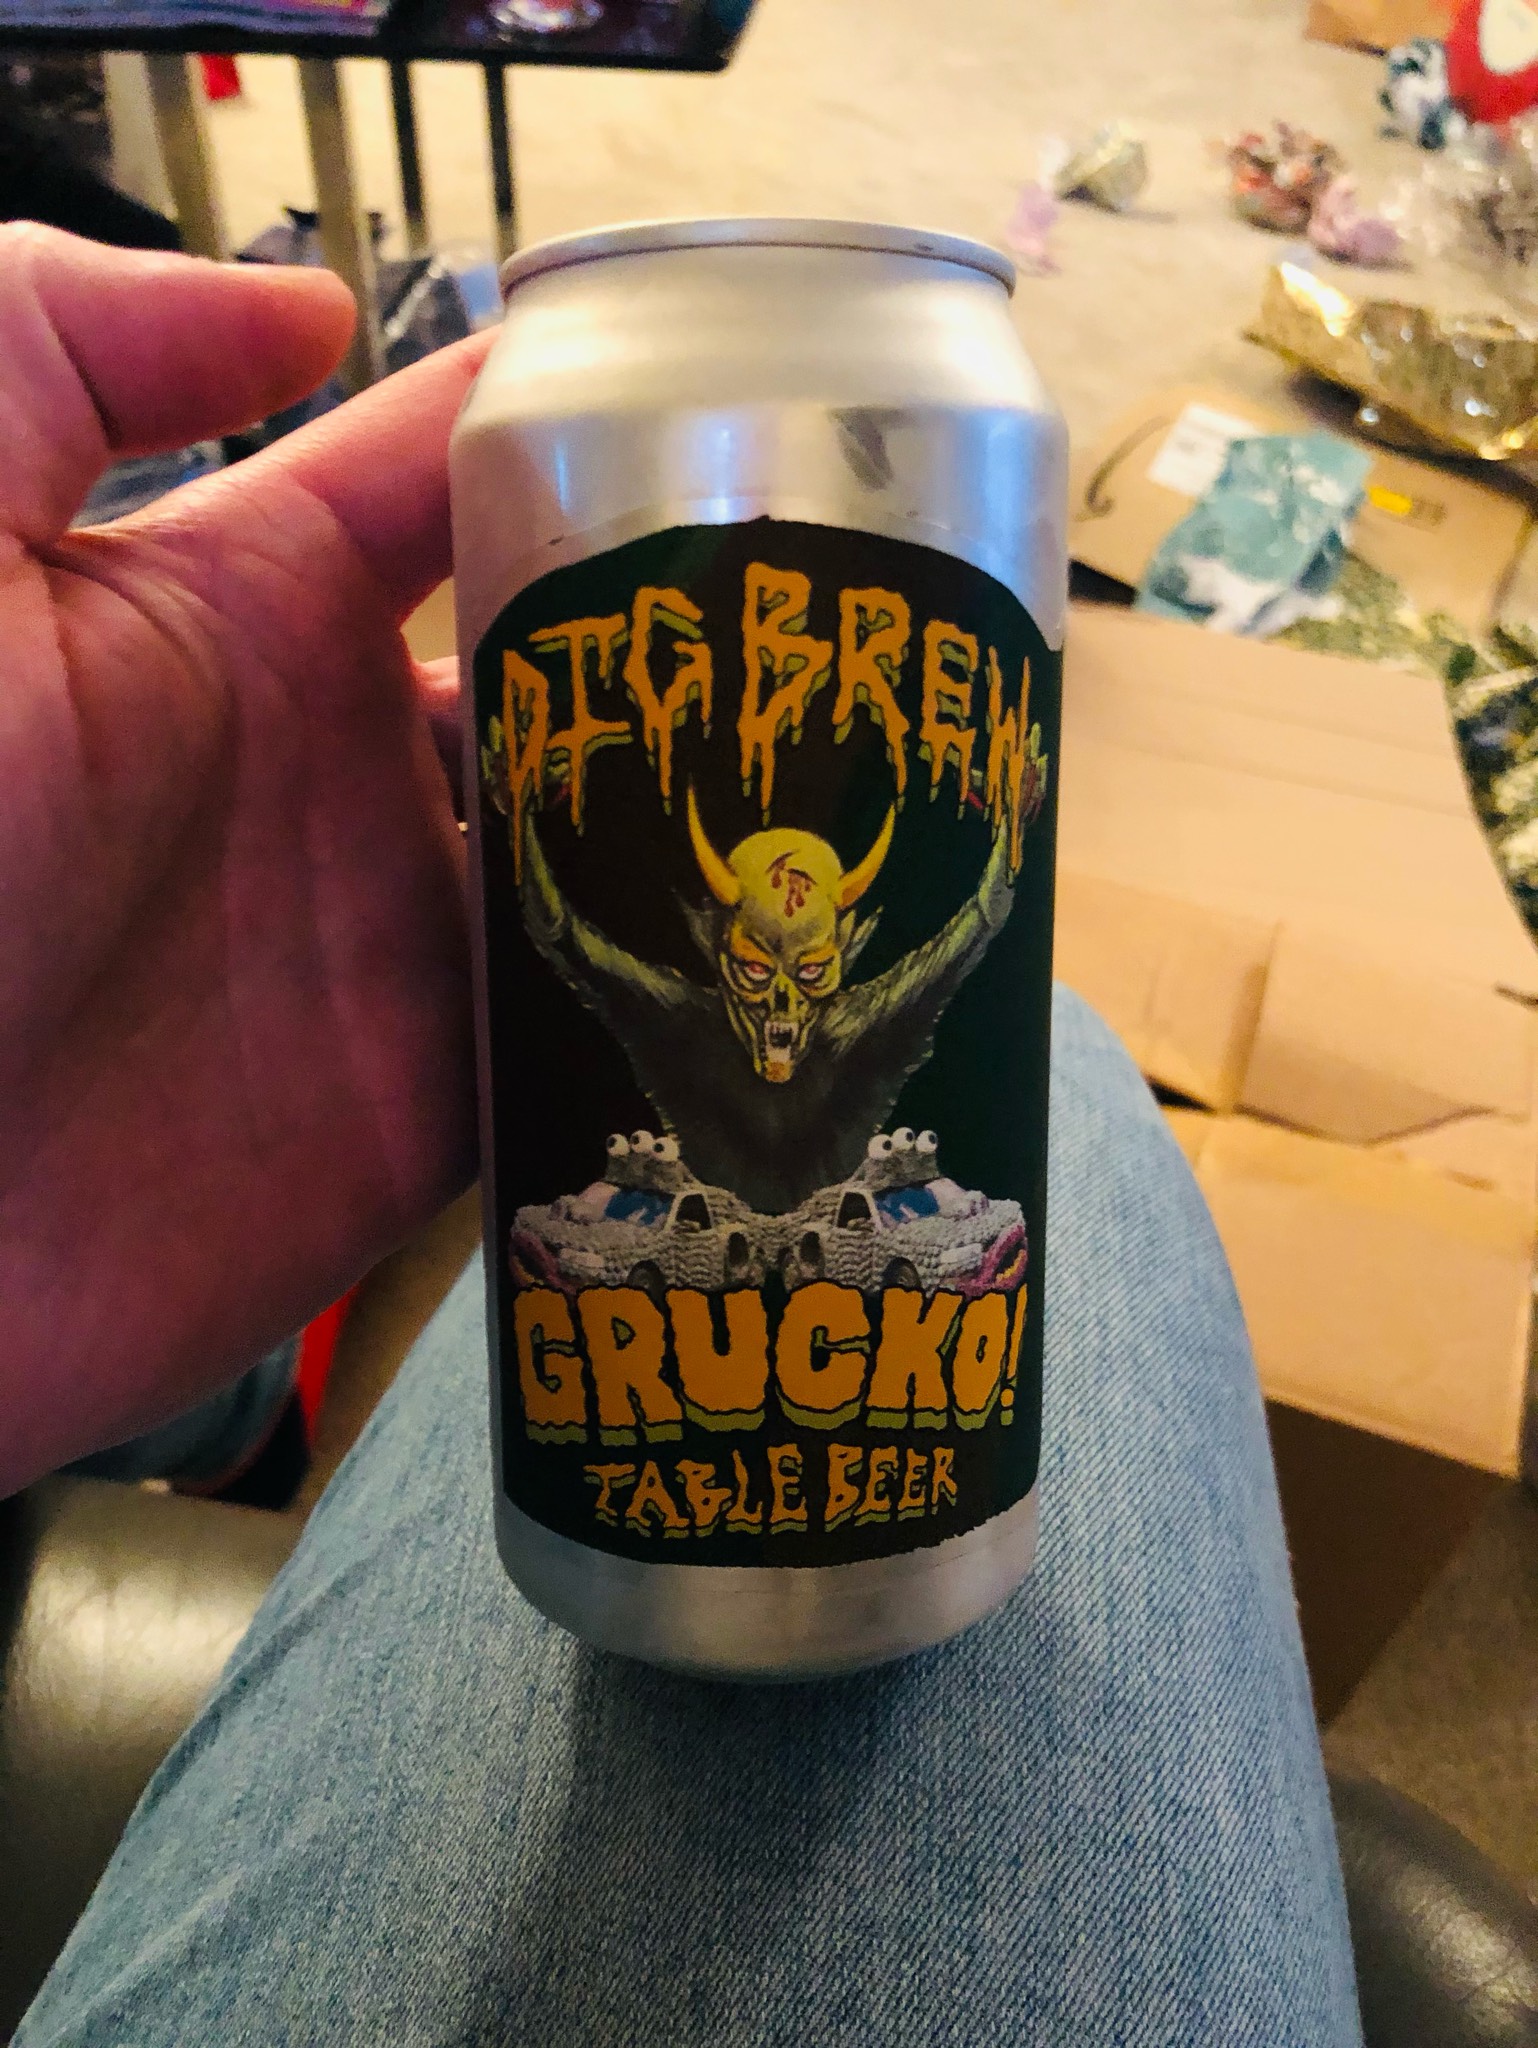 DIG BREW
GRUCKO!
TABLE BEER